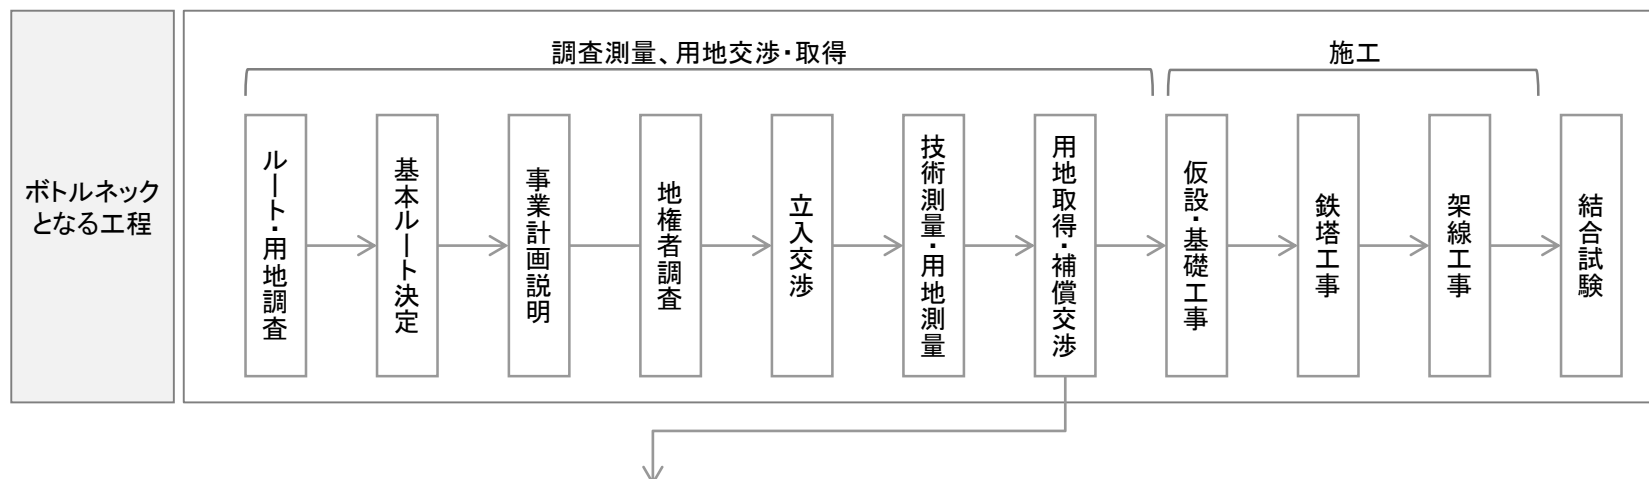 ボトルネック
となる工程
調査測量、用地交渉・取得
施工
ルート・用地調査
基本ルート決定
事業計画説明
地権者調査
立入交渉
技術測量・用地測量
用地取得・補償交渉
仮設・基礎工事
鉄塔工事
架線工事
結合試験